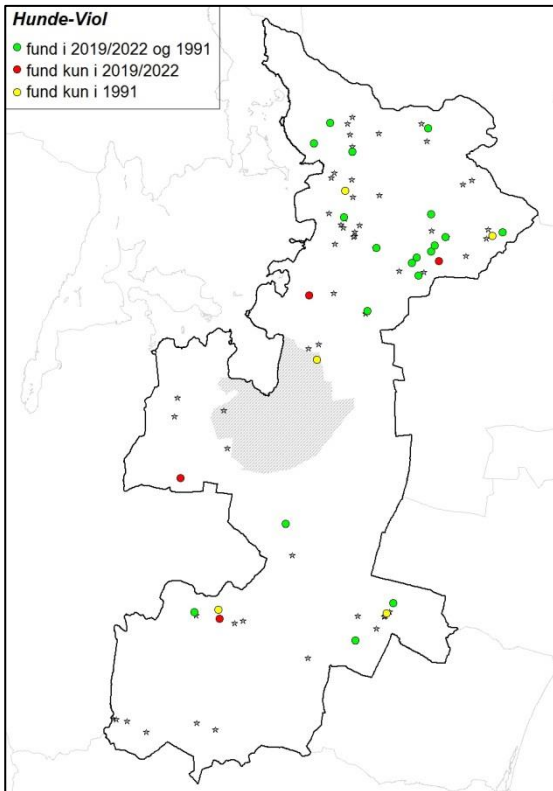 Hunde-Viol
fund i 2019/2022 og 1991
fund kun i 2019/2022
fund kun i 1991